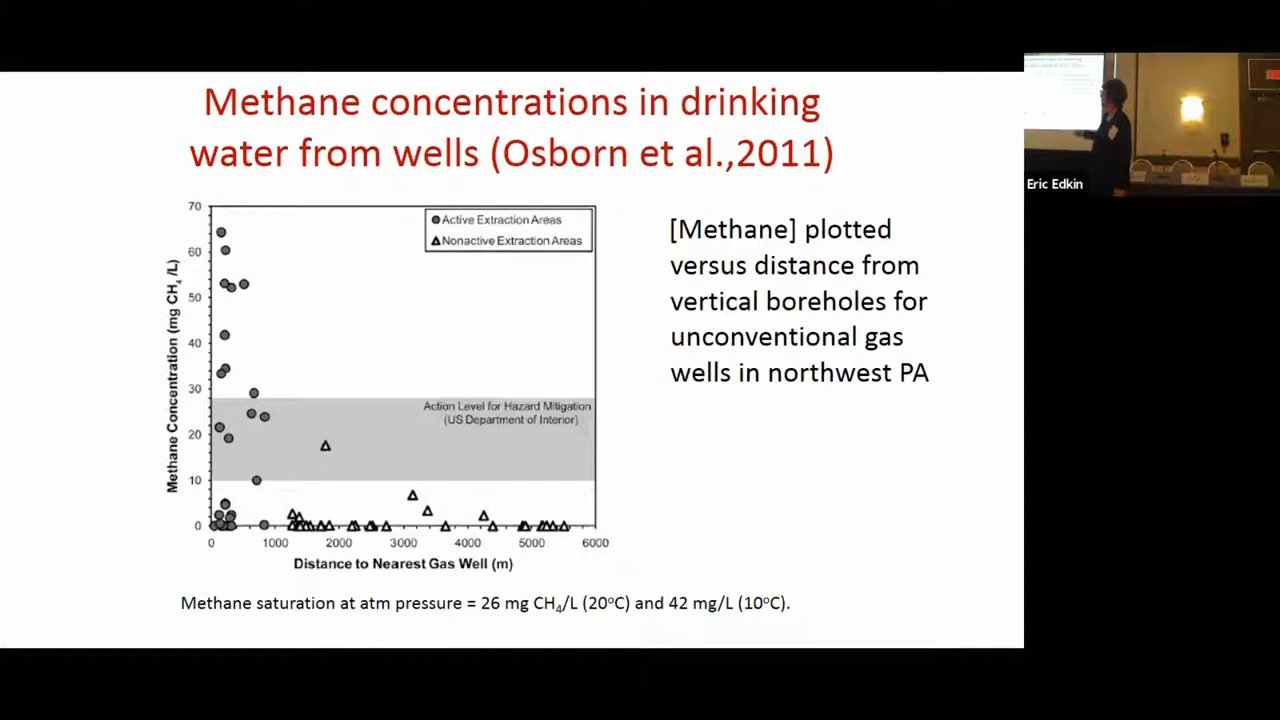 Methane concentrations in drinking
water from wells (Osborn et al.,2011)
Eric Edkin
70
60
50
40
30
20
10
0
Methane Concentration (mg CH4/L)
Active Extraction Areas
Nonactive Extraction Areas
Action Level for Hazard Mitigation
(US Department of Interior)
0 1000 2000 3000 4000 5000 6000
Distance to Nearest Gas Well (m)
[Methane] plotted
versus distance from
vertical boreholes for
unconventional gas
wells in northwest PA
Methane saturation at atm pressure = 26 mg CH4/L (20oC) and 42 mg/L (10oC).